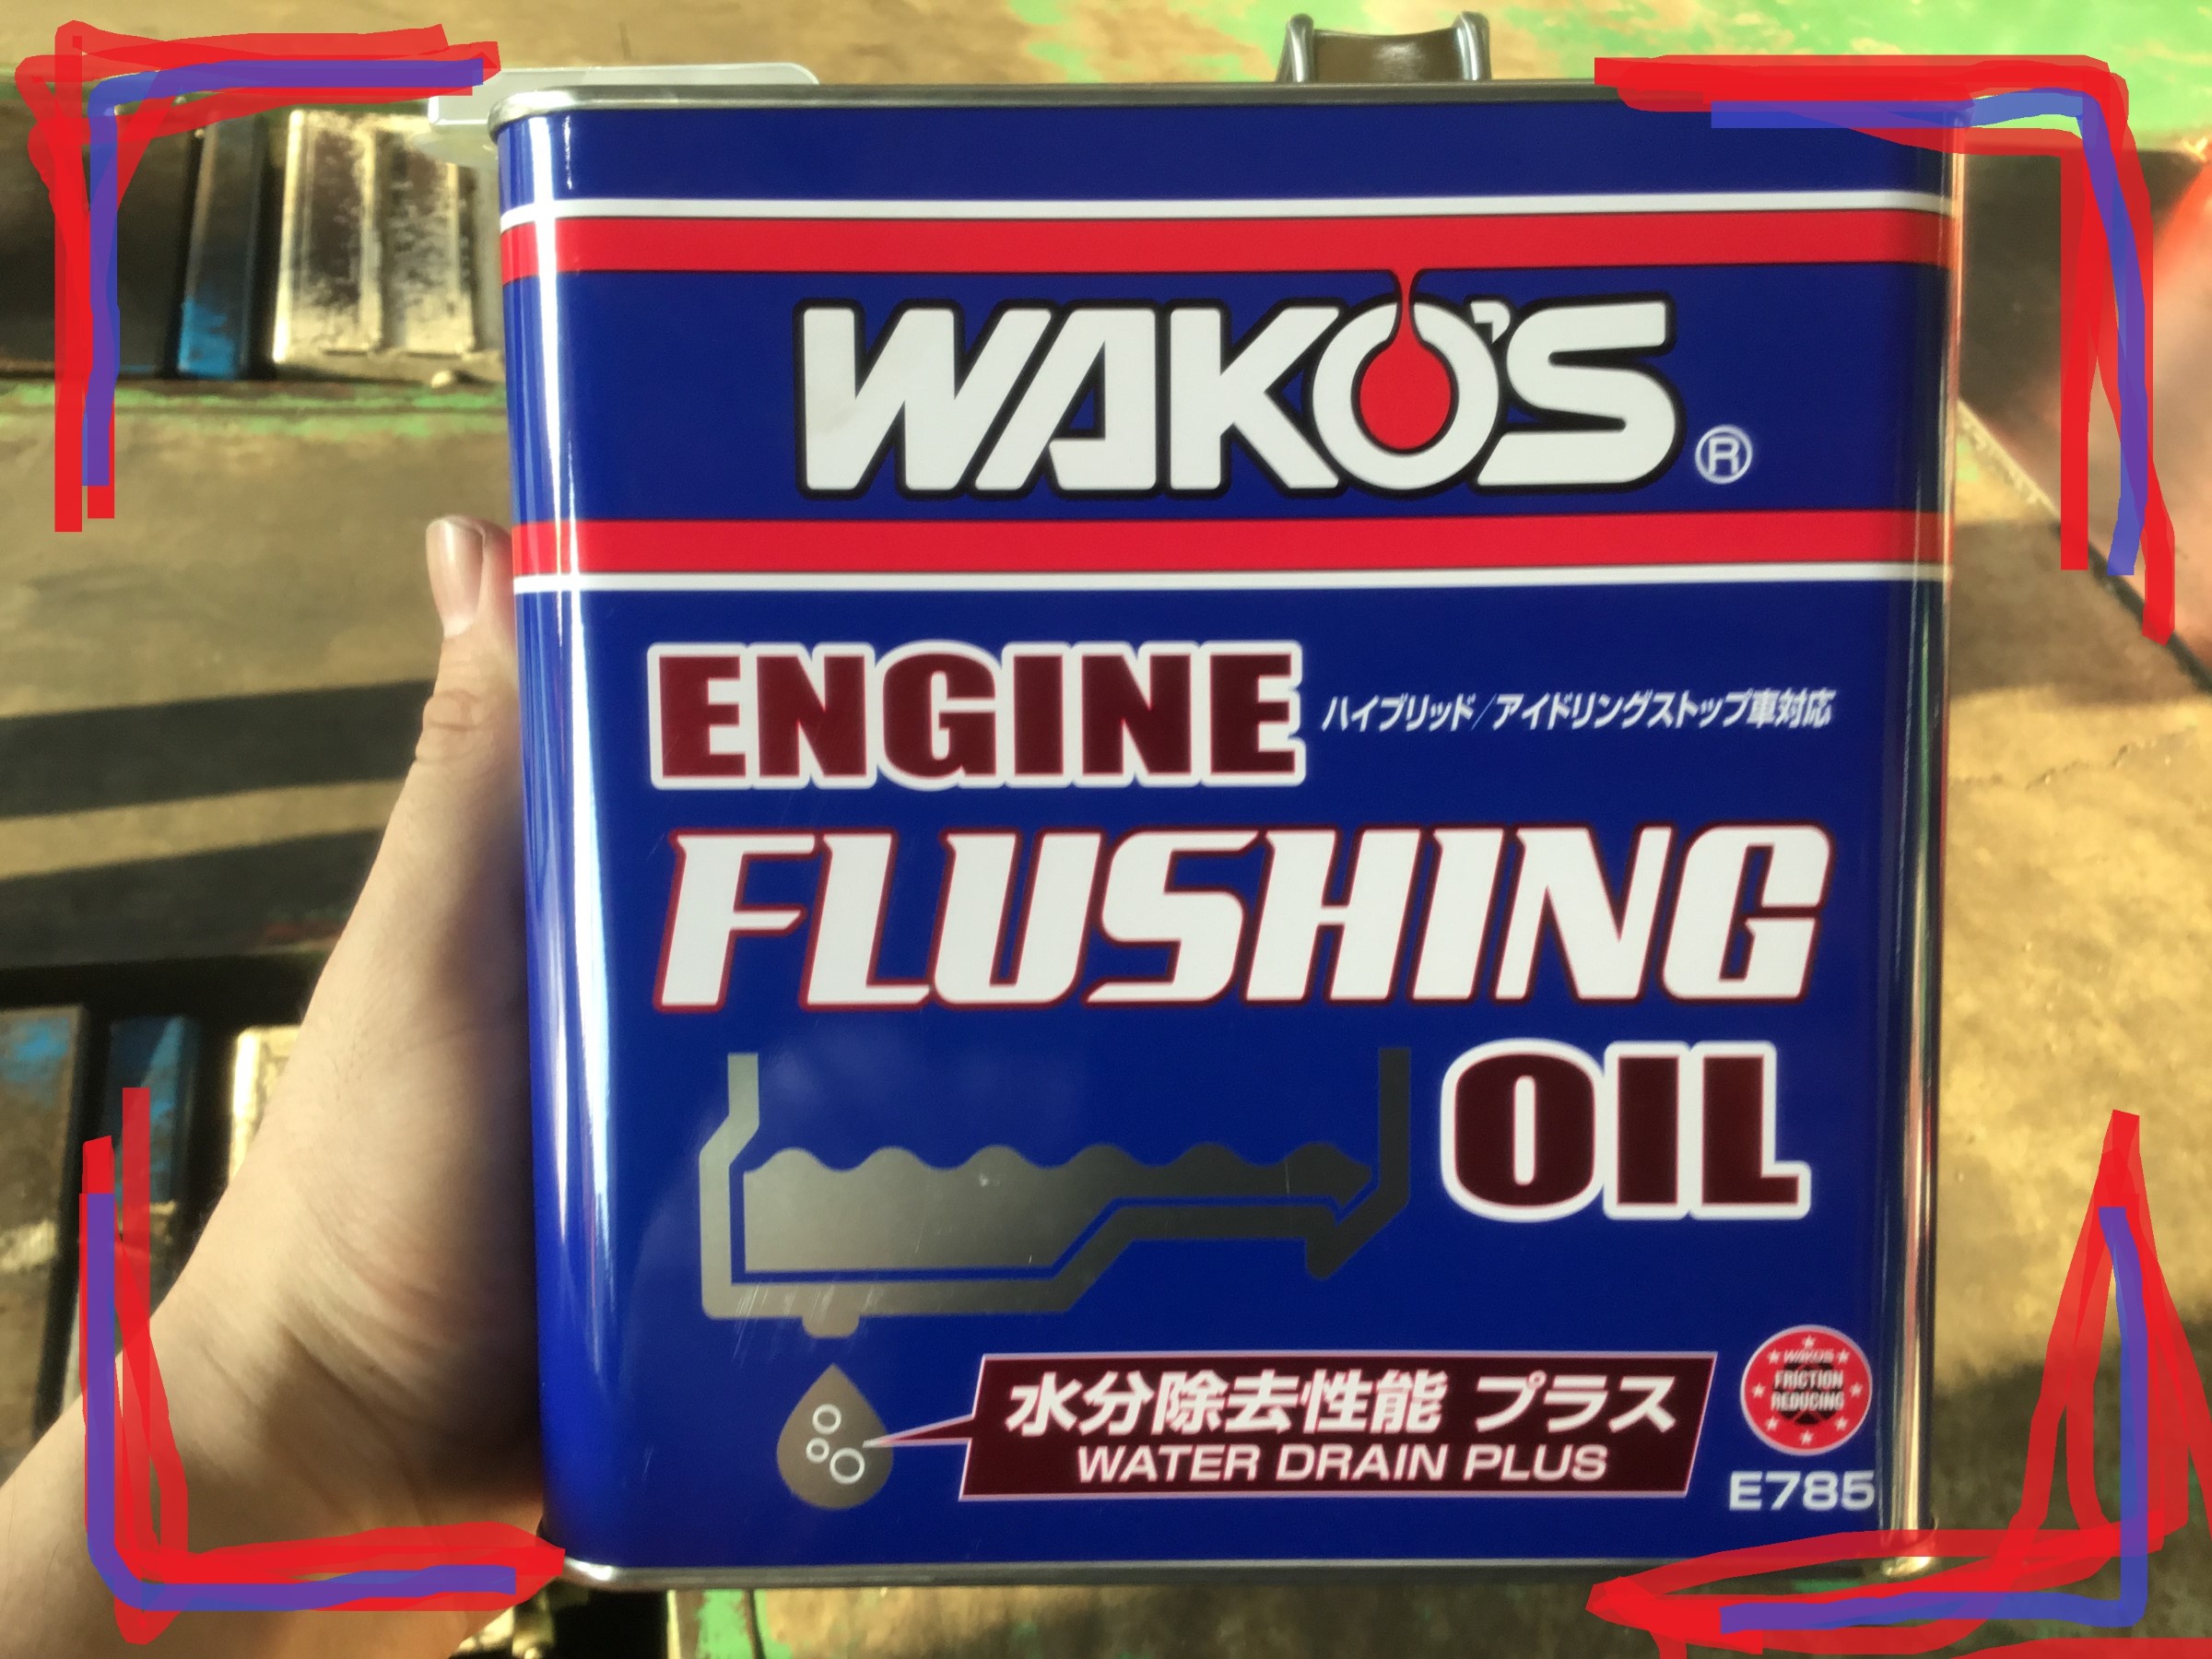 WAKO'S ®
ENGINE
ハイブリッド/アイドリングストップ車対応
FLUSHING
OIL
水分除去性能 プラス
WATER DRAIN PLUS
WAKO'S
FRICTION
REDUCING
E785